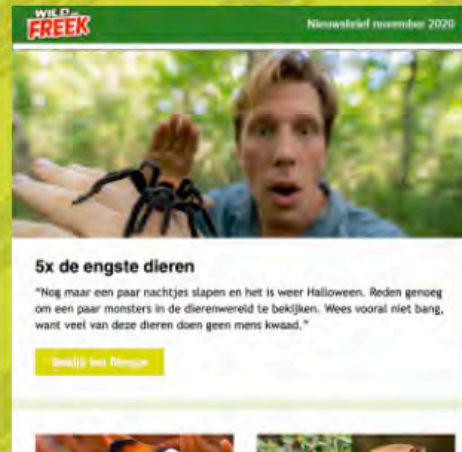 WILD
FREEK
Nieuwsbrief november 2020
5x de engste dieren
"Nog maar een paar nachtjes slapen en het is weer Halloween. Reden genoeg
om een paar monsters in de dierenwereld te bekijken. Wees vooral niet bang,
want veel van deze dieren doen geen mens kwaad."
Bekijk het filmpje